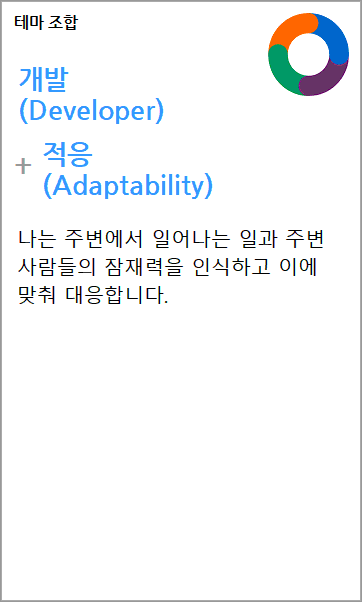 테마 조합
개발
(Developer)
+ 적응
(Adaptability)
나는 주변에서 일어나는 일과 주변
사람들의 잠재력을 인식하고 이에
맞춰 대응합니다.